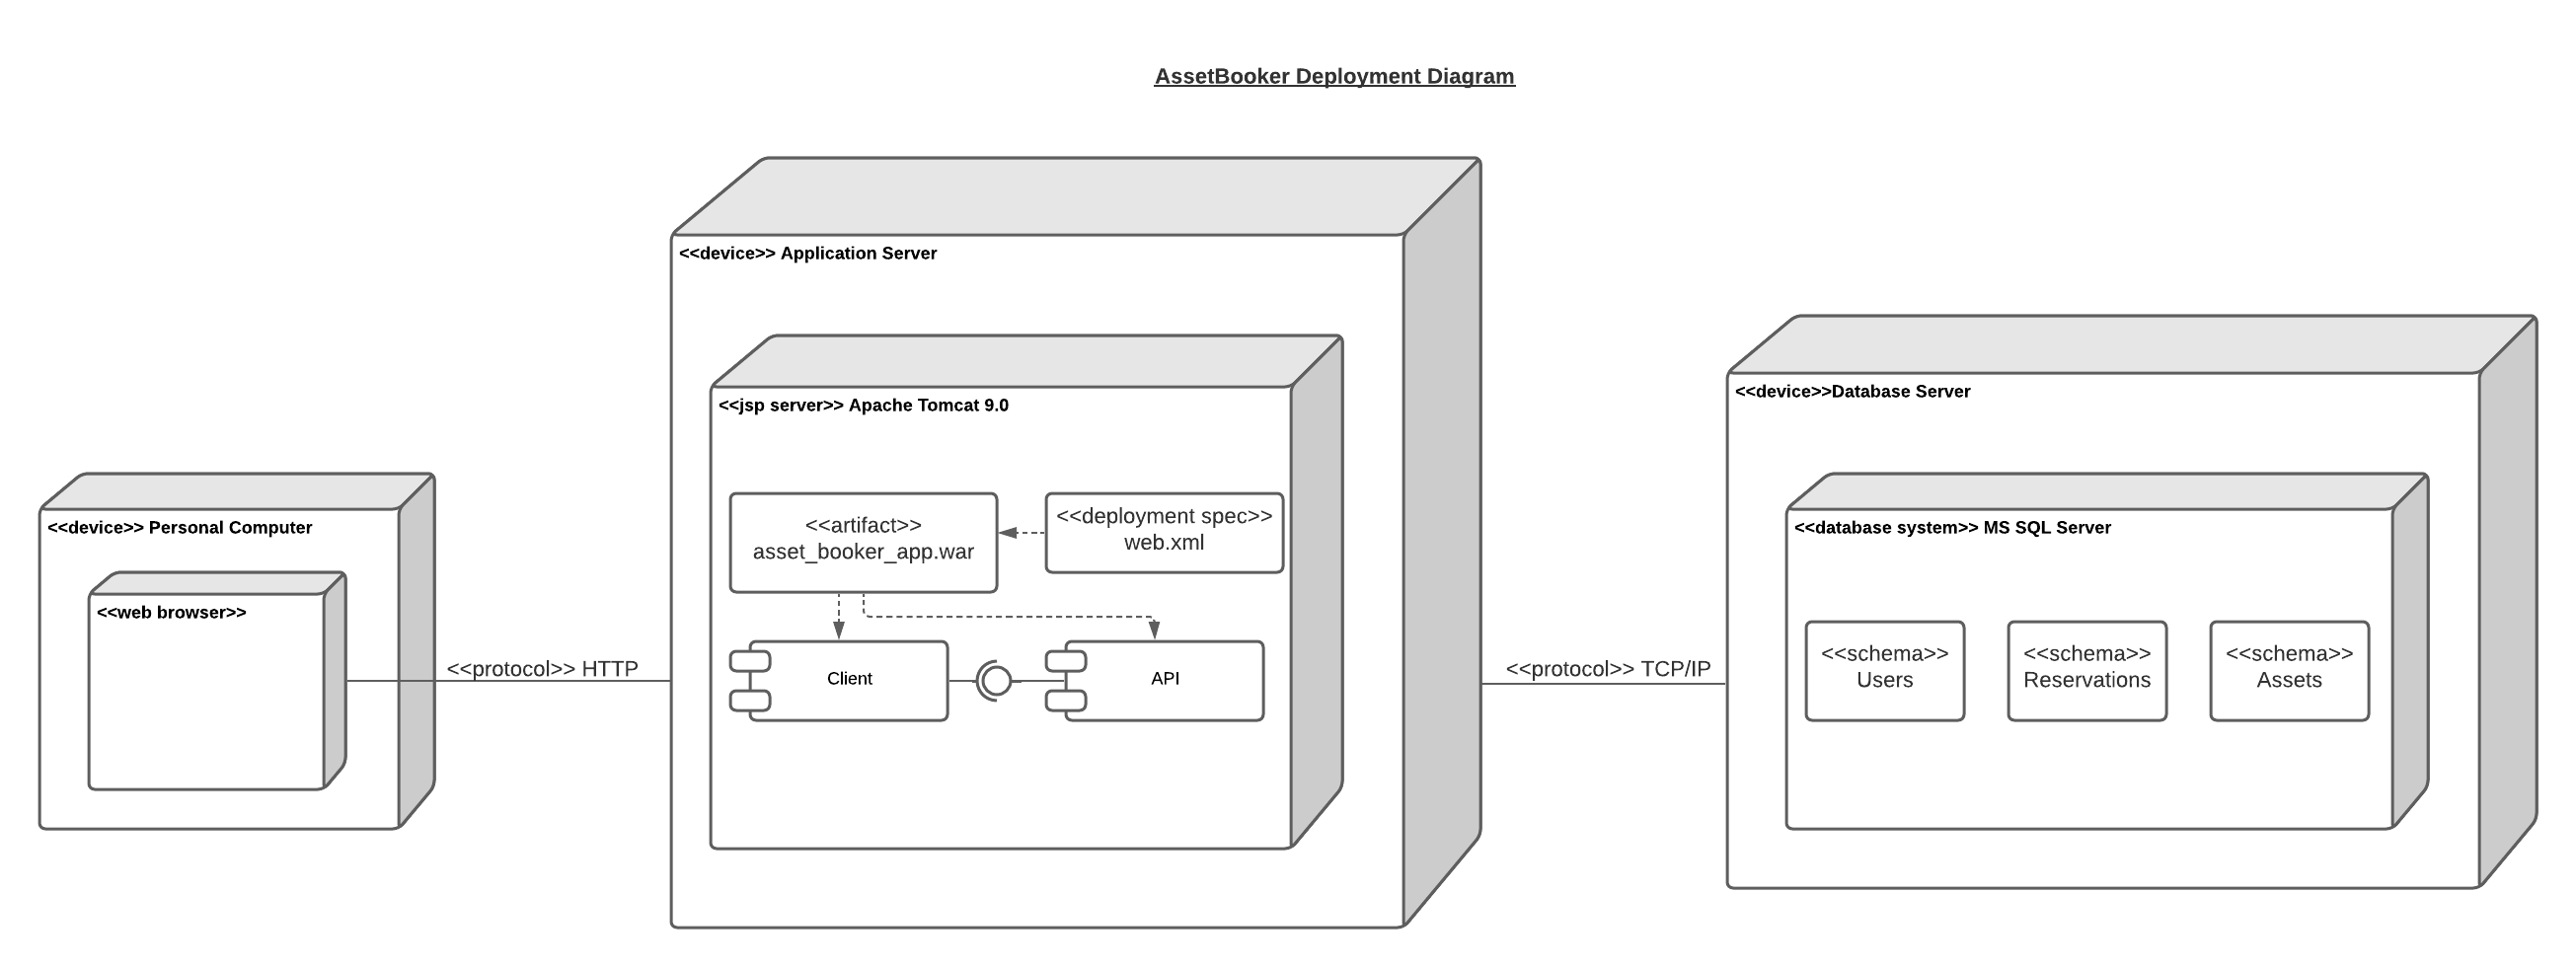 AssetBooker Deployment Diagram
<<device>> Application Server
<<jsp server>> Apache Tomcat 9.0
<<artifact>>
asset_booker_app.war
<<deployment spec>>
web.xml
Client
API
<<device>> Personal Computer
<<web browser>>
<<protocol>> HTTP
<<protocol>> TCP/IP
<<device>>Database Server
<<database system>> MS SQL Server
<<schema>>
Users
<<schema>>
Reservations
<<schema>>
Assets